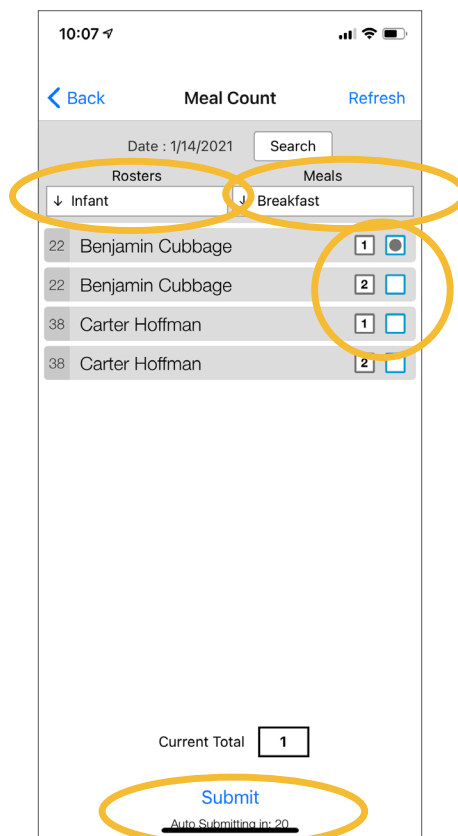 10:07
Back Meal Count Refresh
Date : 1/14/2021 Search
Rosters Meals
↓ Infant ↓ Breakfast
22 Benjamin Cubbage 1
22 Benjamin Cubbage 2
38 Carter Hoffman 1
38 Carter Hoffman 2
Current Total 1
Submit
Auto Submitting in: 20